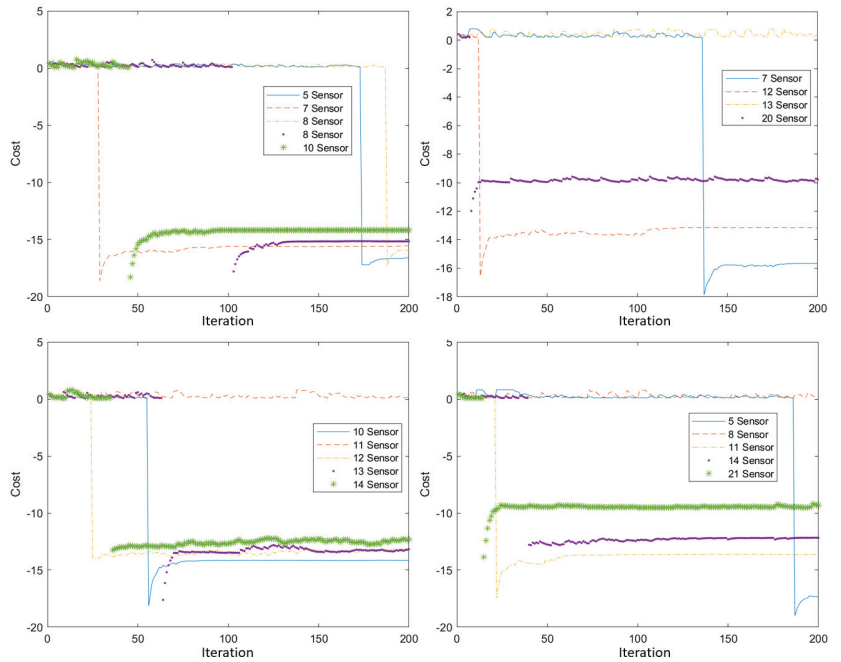 5
0
-5
-10
-15
-20
Cost
0
50
100
150
200
Iteration
5 Sensor
7 Sensor
8 Sensor
8 Sensor
10 Sensor
2
0
-2
-4
-6
-8
-10
-12
-14
-16
-18
Cost
0
50
100
150
200
Iteration
7 Sensor
12 Sensor
13 Sensor
20 Sensor
5
0
-5
-10
-15
-20
Cost
0
50
100
150
200
Iteration
10 Sensor
11 Sensor
12 Sensor
13 Sensor
14 Sensor
5
0
-5
-10
-15
-20
Cost
0
50
100
150
200
Iteration
5 Sensor
8 Sensor
11 Sensor
14 Sensor
21 Sensor